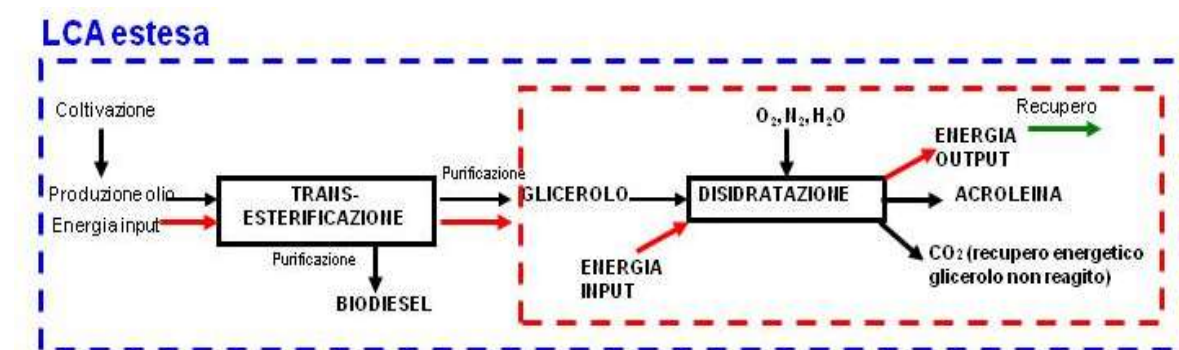 LCA estesa
Coltivazione
Produzione olio
Energia input
TRANS-
ESTERIFICAZIONE
Purificazione
BIODIESEL
Purificazione
GLICEROLO
O2, N2, H2O
DISIDRATAZIONE
ENERGIA
INPUT
ENERGIA
OUTPUT
Recupero
ACROLEINA
CO2 (recupero energetico
glicerolo non reagito)